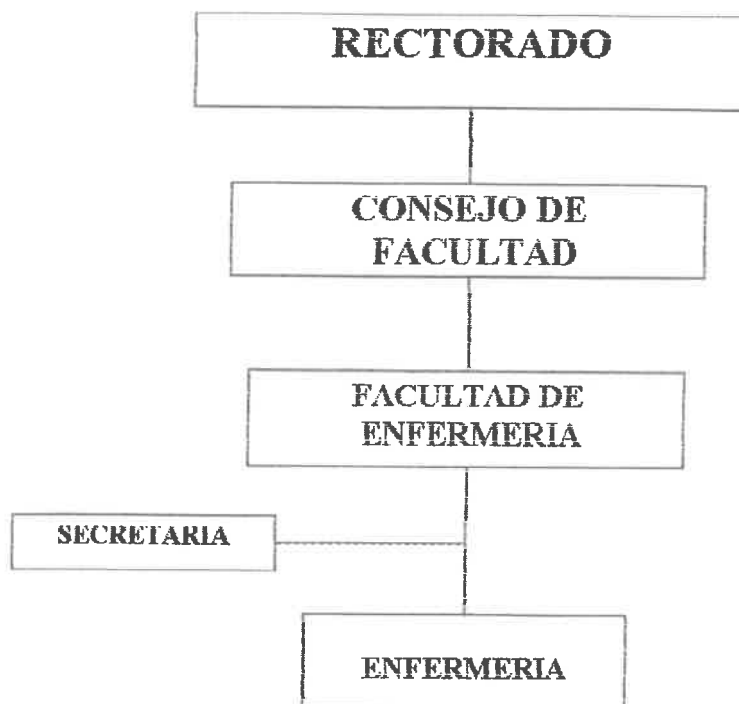 RECTORADO
CONSEJO DE
FACULTAD
FACULTAD DE
ENFERMERIA
SECRETARIA
ENFERMERIA